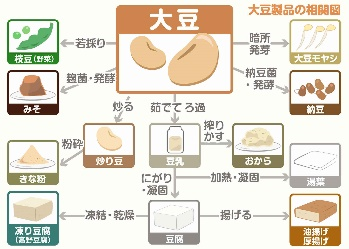 大豆製品の相関図
大豆
若採り
枝豆(野菜)
暗所
発芽
大豆モヤシ
麹菌・発酵
みそ
納豆菌
・発酵
納豆
炒る
茹でてろ過
粉砕
きな粉
炒り豆
豆乳
搾り
かす
おから
にがり
・凝固
加熱・凝固
湯葉
凍結・乾燥
凍り豆腐
(高野豆腐)
豆腐
揚げる
油揚げ
厚揚げ